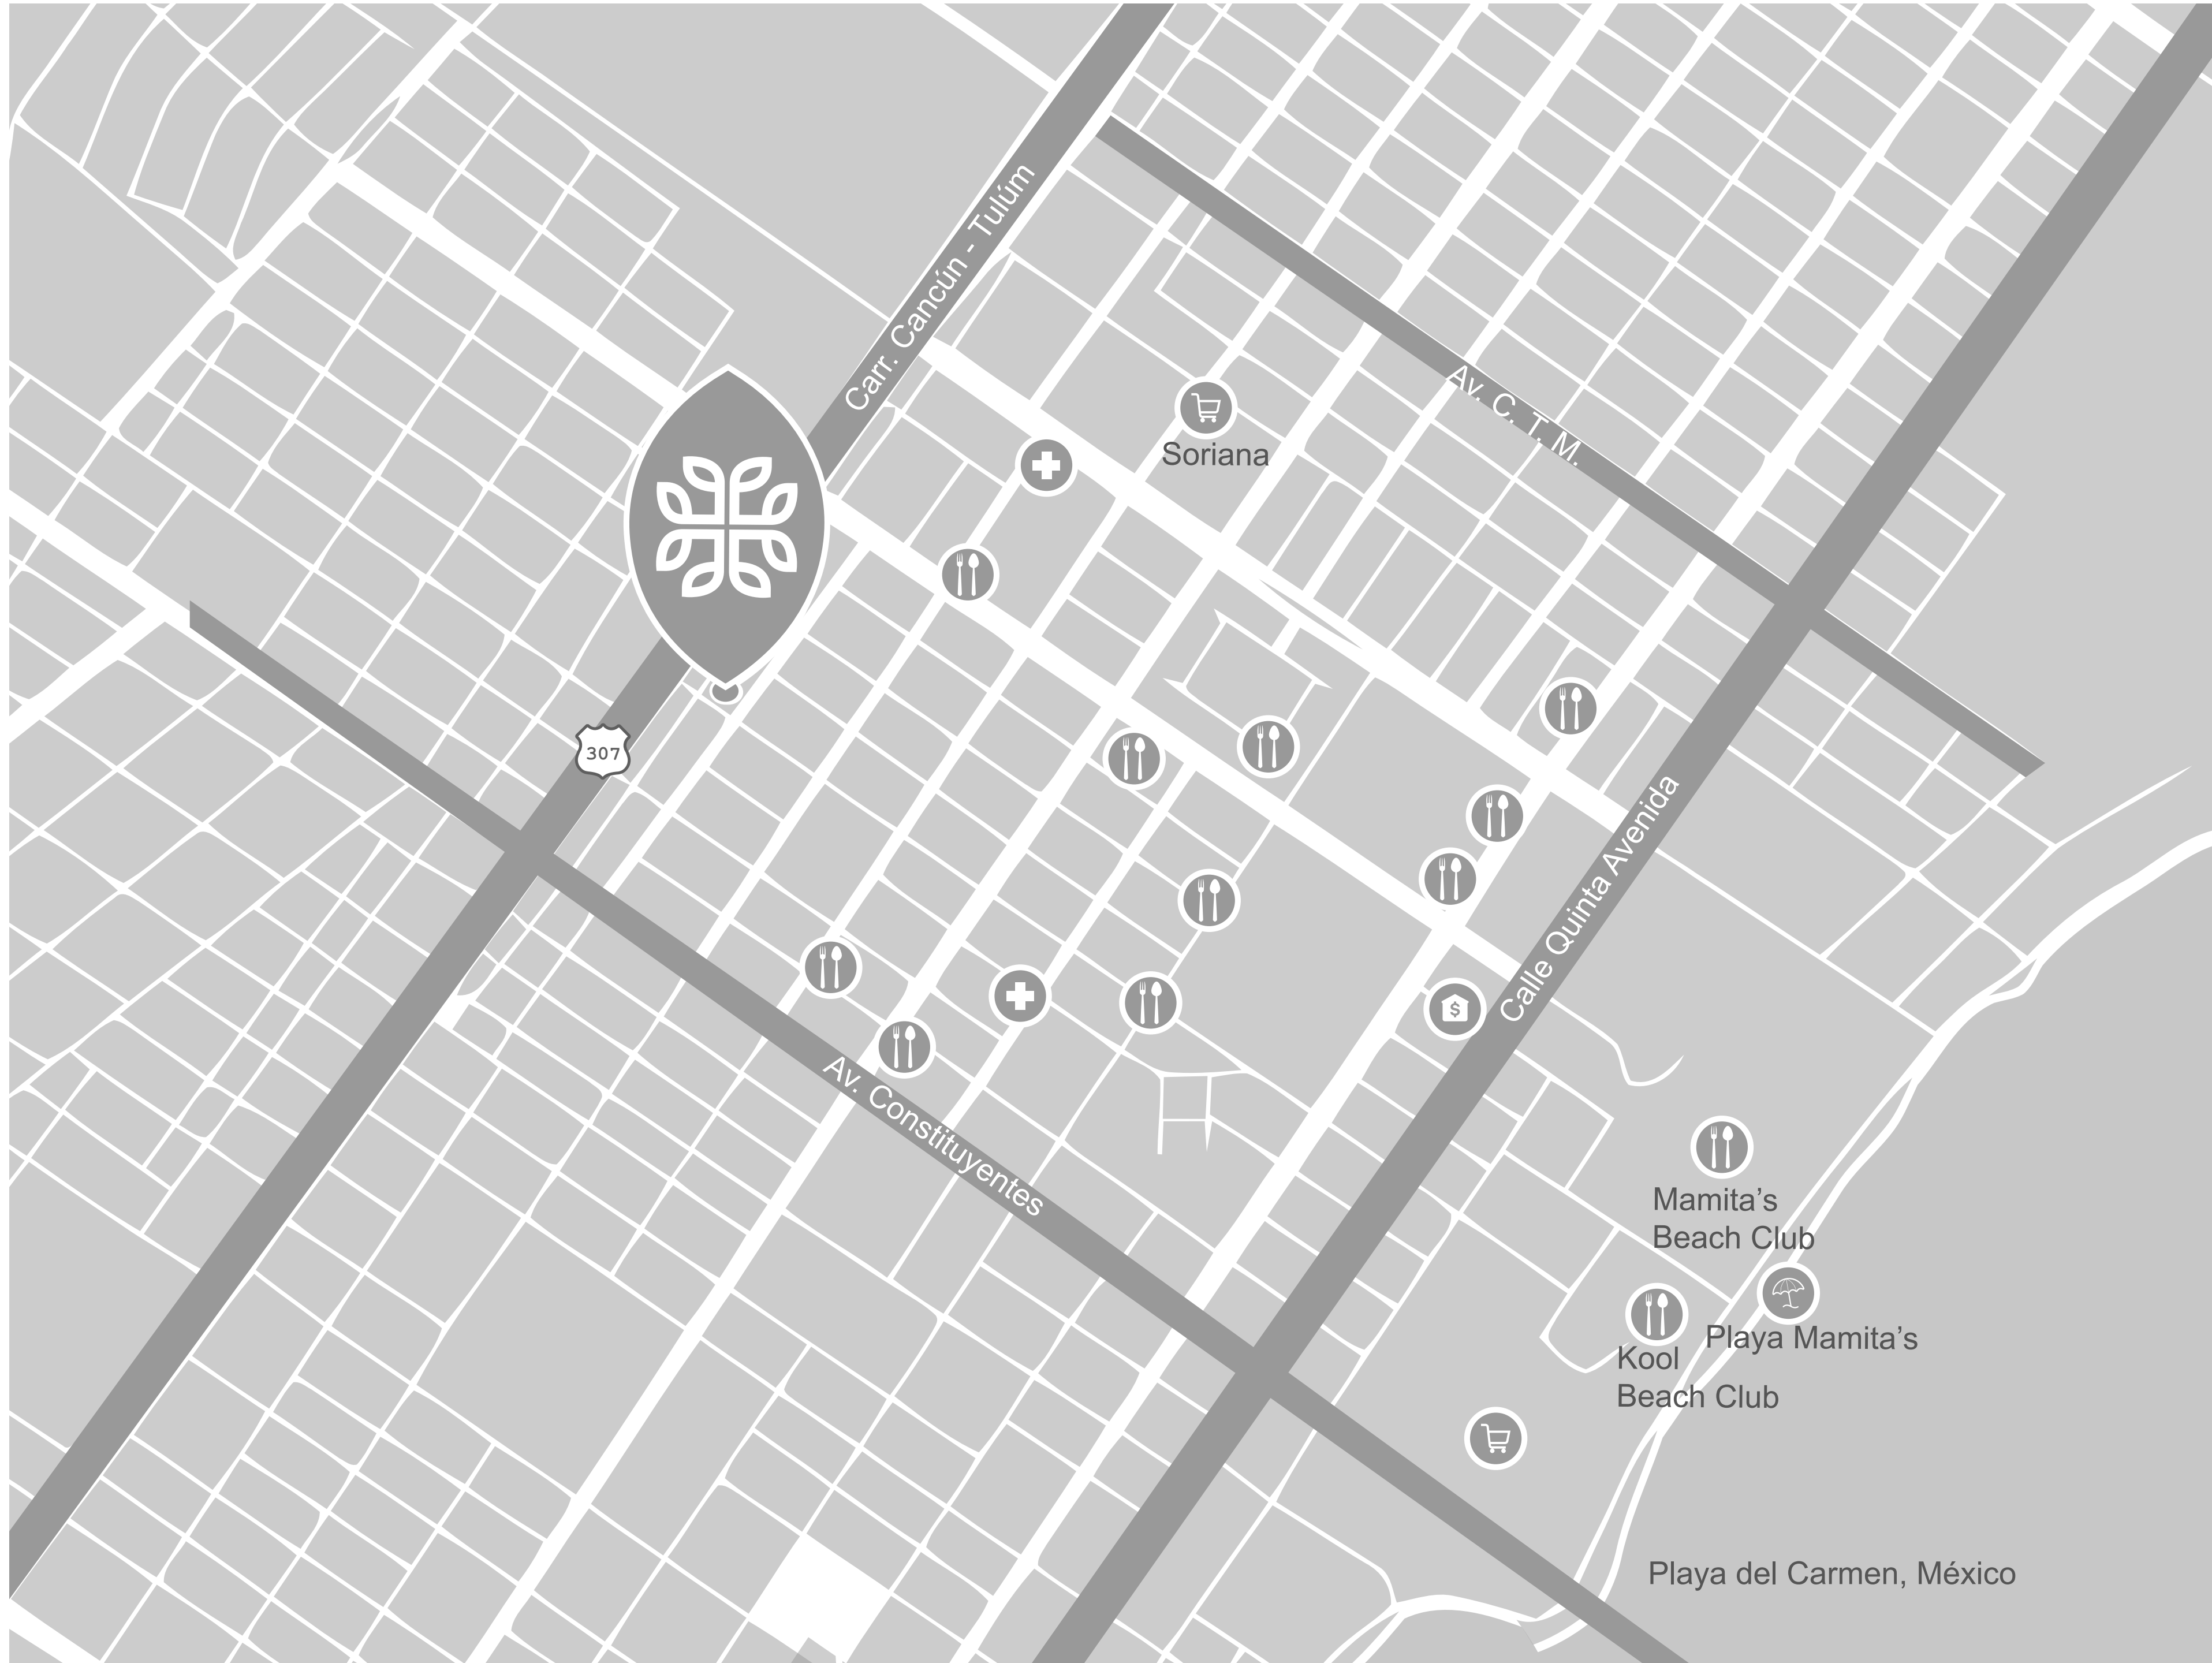 Carr. Cancún - Tulúm
Av. C. T. M.
Soriana
307
Calle Quinta Avenida
$
Av. Constituyentes
Mamita’s
Beach Club
Playa Mamita’s
Kool
Beach Club
Playa del Carmen, México